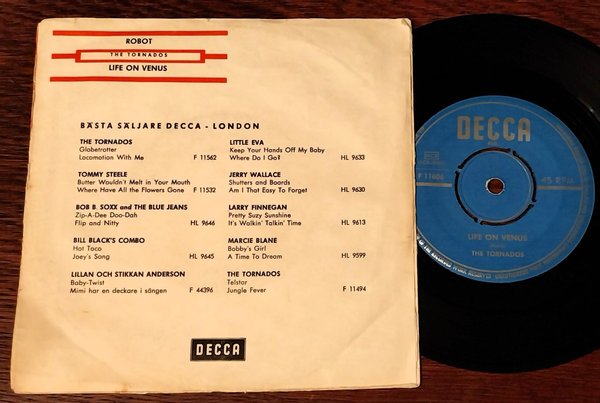 ROBOT
THE TORNADOS
LIFE ON VENUS
BÄSTA SÄLJARE DECCA - LONDON
THE TORNADOS
Globetrotter
Locomotion With Me F 11562
TOMMY STEELE
Butter Wouldn't Melt in Your Mouth
Where Have All the Flowers Gone F 11532
BOB B. SOXX and THE BLUE JEANS
Zip-A-Dee Doo-Dah
Flip and Nitty HL 9646
BILL BLACK'S COMBO
Hot Taco
Joey's Song HL 9645
LILLAN OCH STIKKAN ANDERSON
Baby-Twist
Mimi har en deckare i sängen F 44396
LITTLE EVA
Keep Your Hands Off My Baby
Where Do I Go? HL 9633
JERRY WALLACE
Shutters and Boards
Am I That Easy To Forget HL 9630
LARRY FINNEGAN
Pretty Suzy Sunshine
It's Walkin' Talkin' Time HL 9613
MARCIE BLANE
Bobby's Girl
A Time To Dream HL 9599
THE TORNADOS
Telstar
Jungle Fever F 11494
DECCA
DECCA
F 11606
45 RPM
LIFE ON VENUS
THE TORNADOS